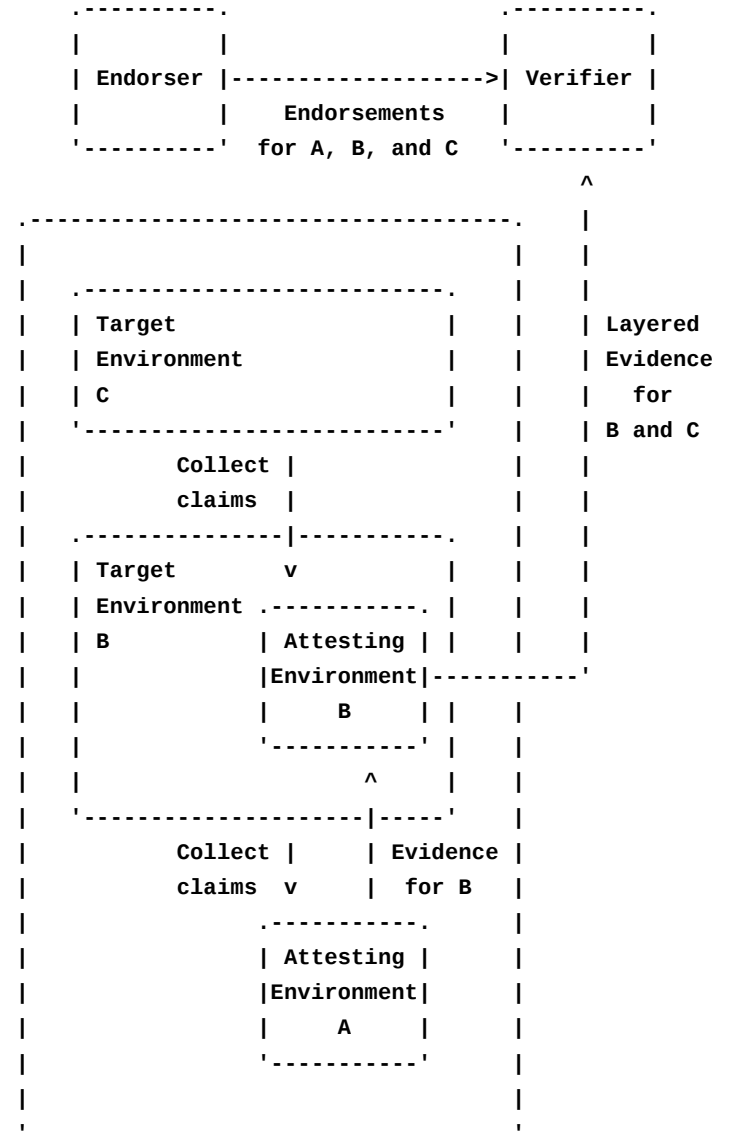 Endorser Verifier
Endorsements
for A, B, and C
Target Layered
Environment Evidence
C for
B and C
Collect
claims
Target v
Environment
B Attesting
Environment
B
Collect Evidence
claims v for B
Attesting
Environment
A